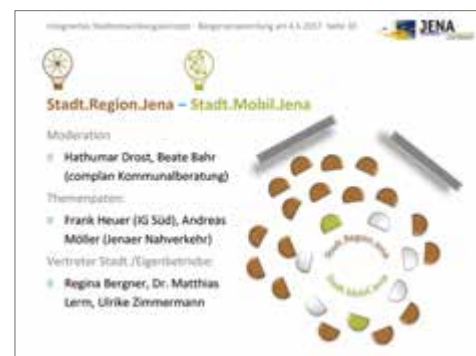 Integriertes Stadtentwicklungskonzept - Bürgerversammlung am 4.5.2017 Seite
JENA
Stadt.Region.Jena – Stadt.Mobil.Jena
Moderation
Hathumar Drost, Beate Bahr
(complan Kommunalberatung)
Themenpaten:
Frank Heuer (IG Süd), Andreas
Möller (Jenaer Nahverkehr)
Vertreter Stadt /Eigenbetriebe:
Regina Bergner, Dr. Matthias
Lerm, Ulrike Zimmermann
Stadt.Region.Jena
Stadt.Mobil.Jena